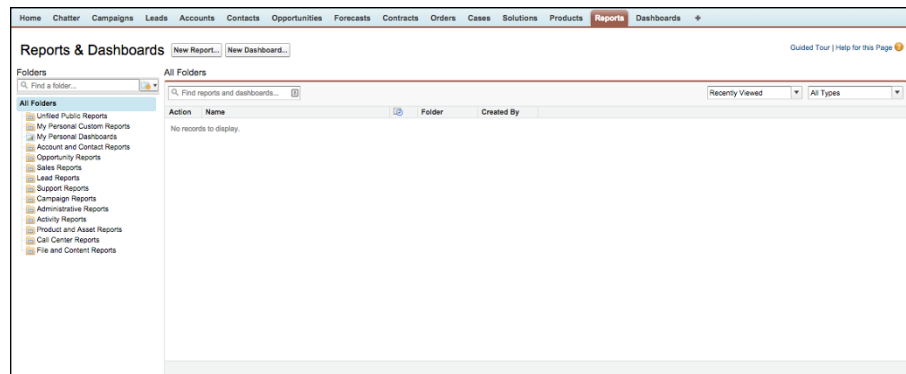 Home Chatter Campaigns Leads Accounts Contacts Opportunities Forecasts Contracts Orders Cases Solutions Products Reports Dashboards +
Reports & Dashboards New Report... New Dashboard... Guided Tour | Help for this Page ?
Folders
Find a folder...
All Folders
Unfiled Public Reports
My Personal Custom Reports
My Personal Dashboards
Account and Contact Reports
Opportunity Reports
Sales Reports
Lead Reports
Support Reports
Campaign Reports
Administrative Reports
Activity Reports
Product and Asset Reports
Call Center Reports
File and Content Reports
All Folders
Find reports and dashboards... Recently Viewed All Types
Action Name Folder Created By
No records to display.